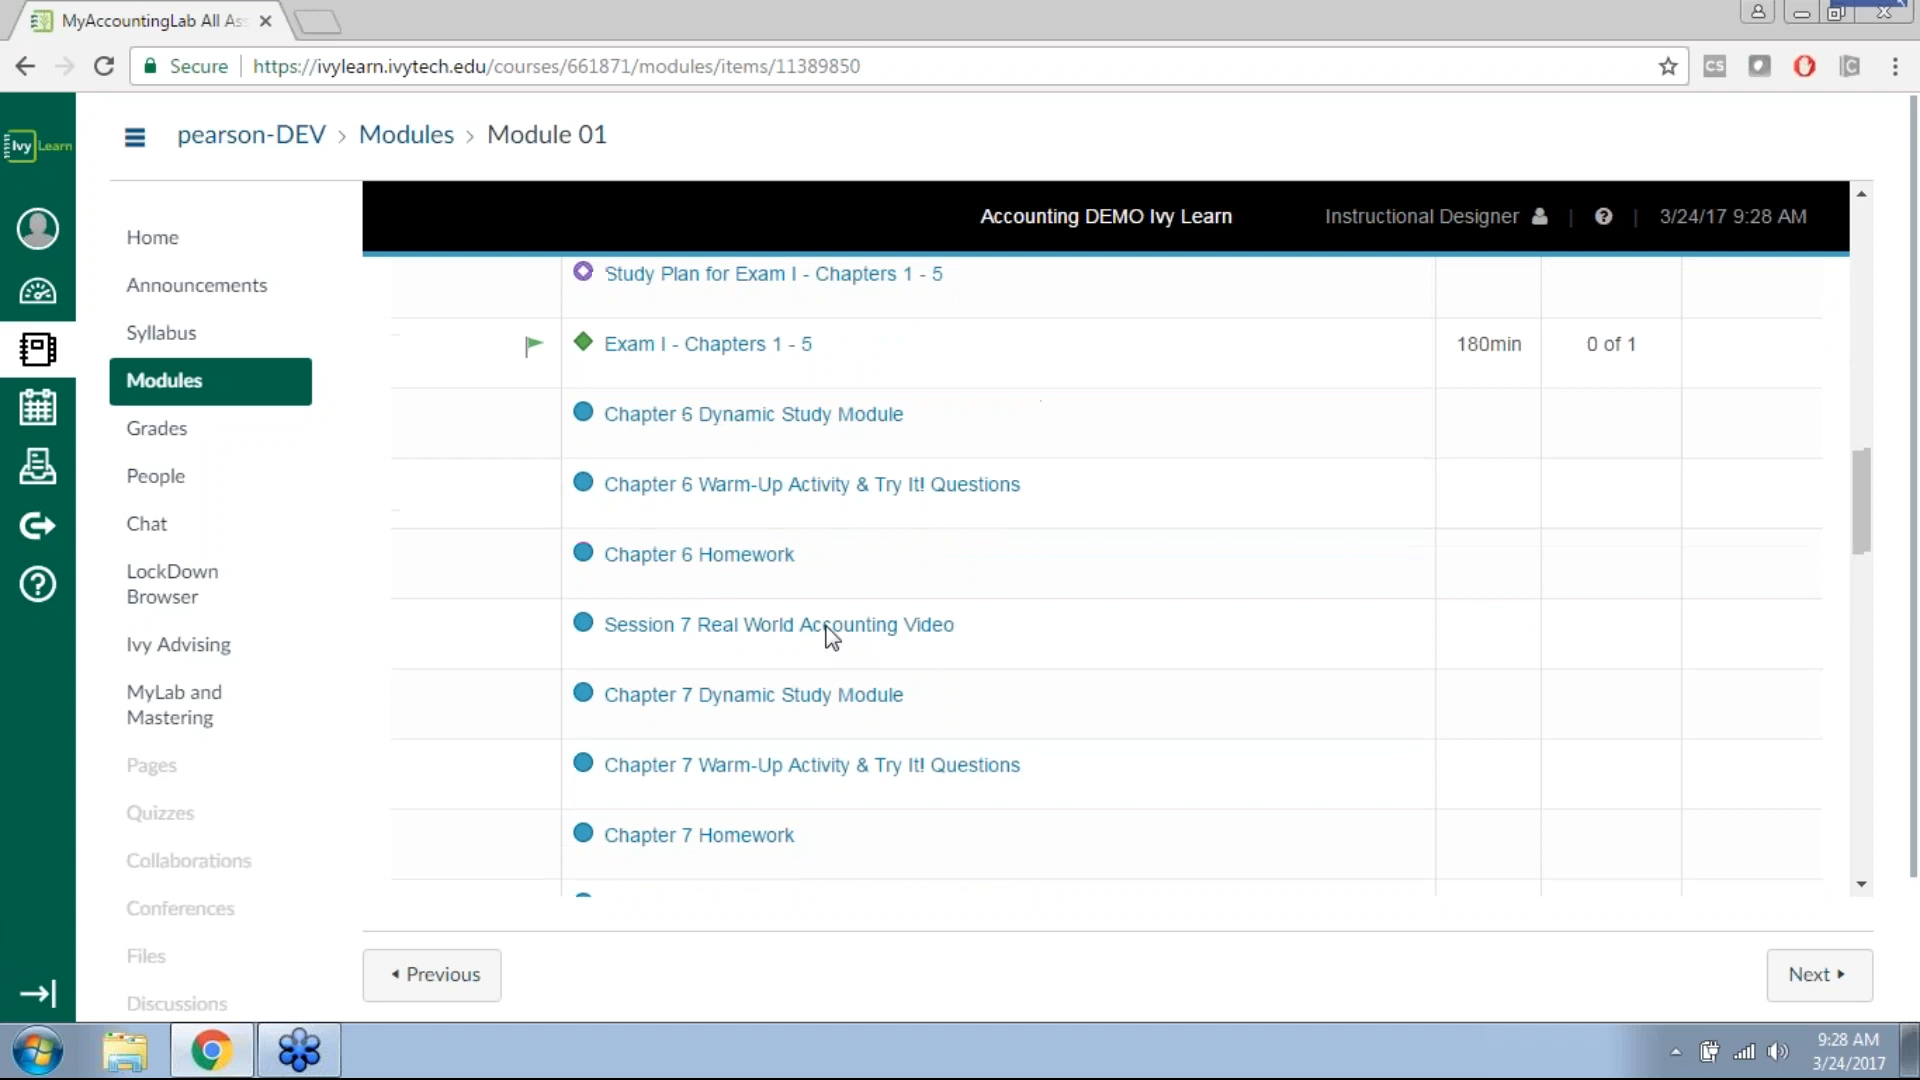 MyAccountingLab All As
Secure
https://ivylearn.ivytech.edu/courses/661871/modules/items/11389850
CS
C
Ivy Learn
pearson-DEV > Modules > Module 01
Home
Announcements
Syllabus
Modules
Grades
People
Chat
LockDown
Browser
Ivy Advising
MyLab and
Mastering
Pages
Quizzes
Collaborations
Conferences
Files
Discussions
Accounting DEMO Ivy Learn
Instructional Designer
3/24/17 9:28 AM
Study Plan for Exam I - Chapters 1 - 5
Exam I - Chapters 1 - 5 180min 0 of 1
Chapter 6 Dynamic Study Module
Chapter 6 Warm-Up Activity & Try It! Questions
Chapter 6 Homework
Session 7 Real World Accounting Video
Chapter 7 Dynamic Study Module
Chapter 7 Warm-Up Activity & Try It! Questions
Chapter 7 Homework
Previous
Next
9:28 AM
3/24/2017